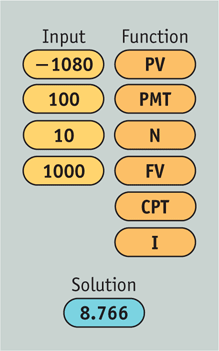 Input Function
−1080 PV
100 PMT
10 N
1000 FV
CPT
I
Solution
8.766